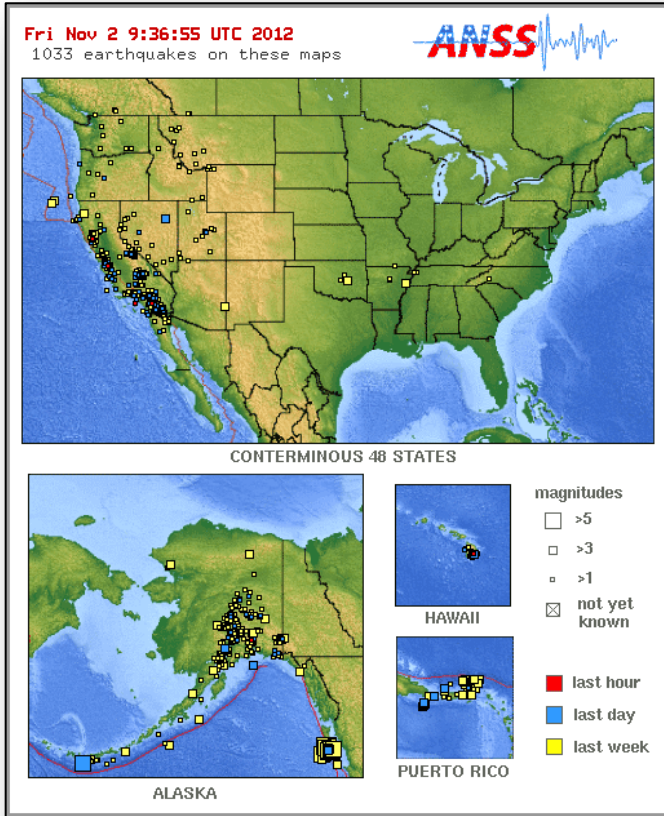 Fri Nov 2 9:36:55 UTC 2012
1033 earthquakes on these maps
ANSS
CONTERMINOUS 48 STATES
magnitudes
>5
>3
>1
not yet
known
HAWAII
last hour
last day
last week
PUERTO RICO
ALASKA